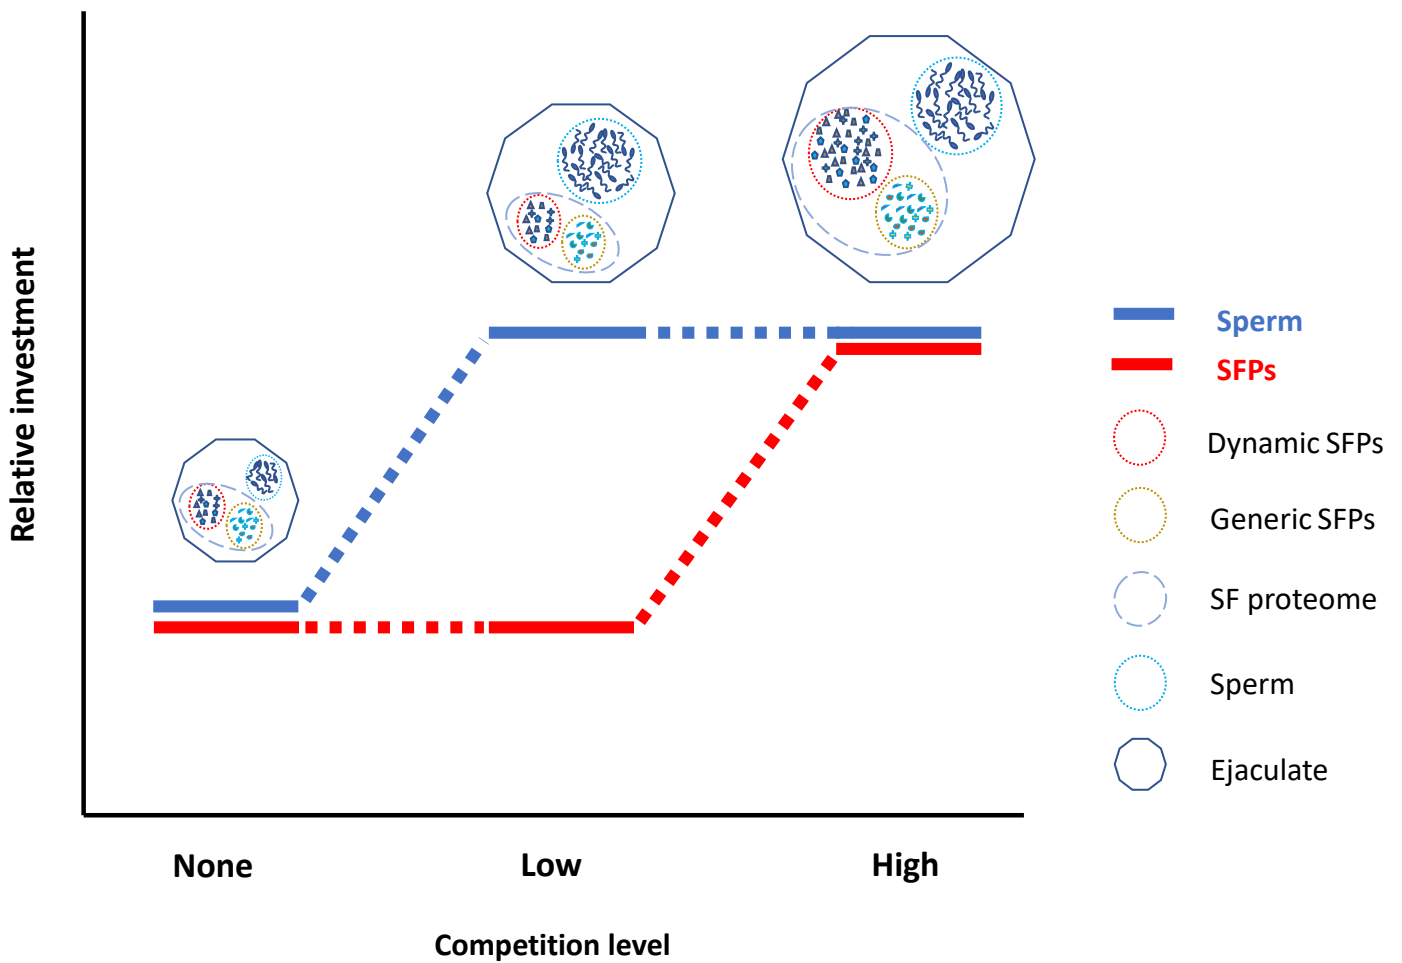 Relative investment
Sperm
SFPs
Dynamic SFPs
Generic SFPs
SF proteome
Sperm
Ejaculate
None
Low
High
Competition level